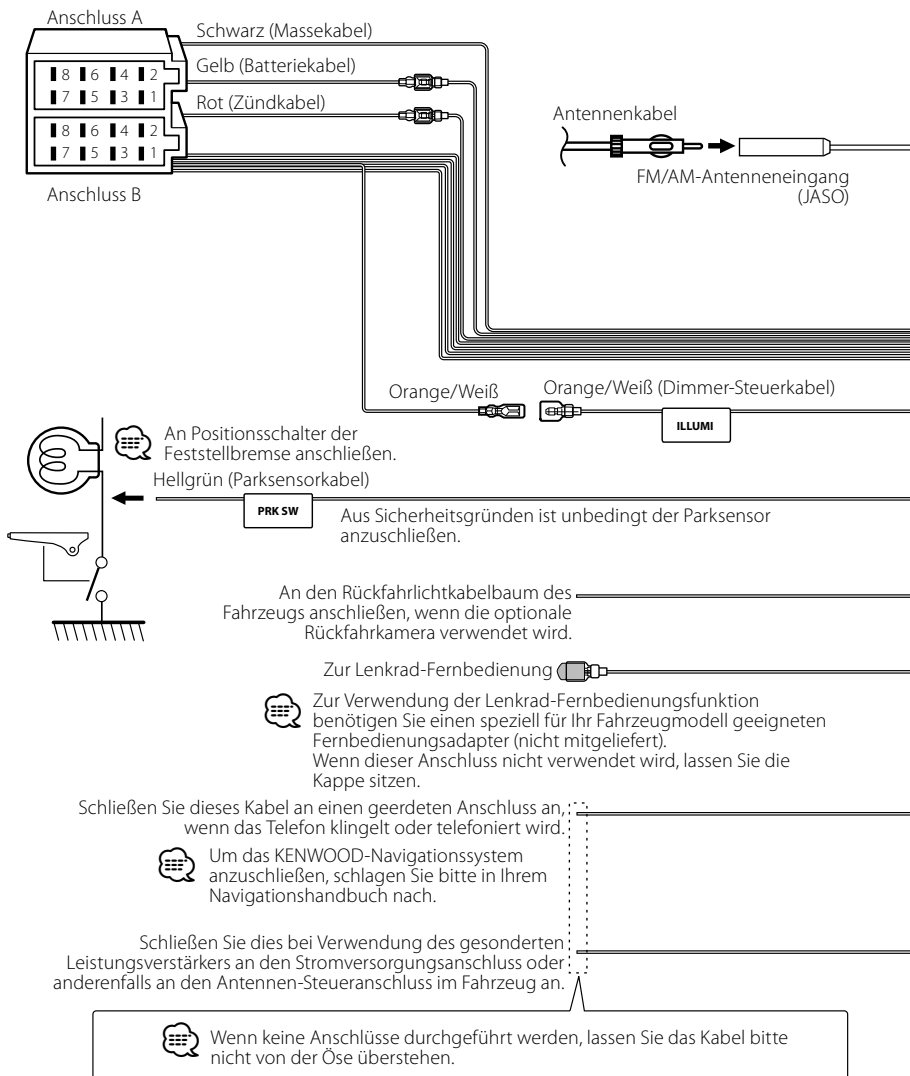 Anschluss A
Schwarz (Massekabel)
Gelb (Batteriekabel)
8 6 4 2
7 5 3 1
Rot (Zündkabel)
8 6 4 2
7 5 3 1
Anschluss B
Antennenkabel
FM/AM-Antenneneingang
(JASO)
Orange/Weiß
Orange/Weiß (Dimmer-Steuerkabel)
ILLUMI
An Positionsschalter der
Feststellbremse anschließen.
Hellgrün (Parksensorkabel)
PRK SW
Aus Sicherheitsgründen ist unbedingt der Parksensor
anzuschließen.
An den Rückfahrlichtkabelbaum des
Fahrzeugs anschließen, wenn die optionale
Rückfahrkamera verwendet wird.
Zur Lenkrad-Fernbedienung
Zur Verwendung der Lenkrad-Fernbedienungsfunktion
benötigen Sie einen speziell für Ihr Fahrzeugmodell geeigneten
Fernbedienungsadapter (nicht mitgeliefert).
Wenn dieser Anschluss nicht verwendet wird, lassen Sie die
Kappe sitzen.
Schließen Sie dieses Kabel an einen geerdeten Anschluss an,
wenn das Telefon klingelt oder telefoniert wird.
Um das KENWOOD-Navigationssystem
anzuschließen, schlagen Sie bitte in Ihrem
Navigationshandbuch nach.
Schließen Sie dies bei Verwendung des gesonderten
Leistungsverstärkers an den Stromversorgungsanschluss oder
anderenfalls an den Antennen-Steueranschluss im Fahrzeug an.
Wenn keine Anschlüsse durchgeführt werden, lassen Sie das Kabel bitte
nicht von der Öse überstehen.